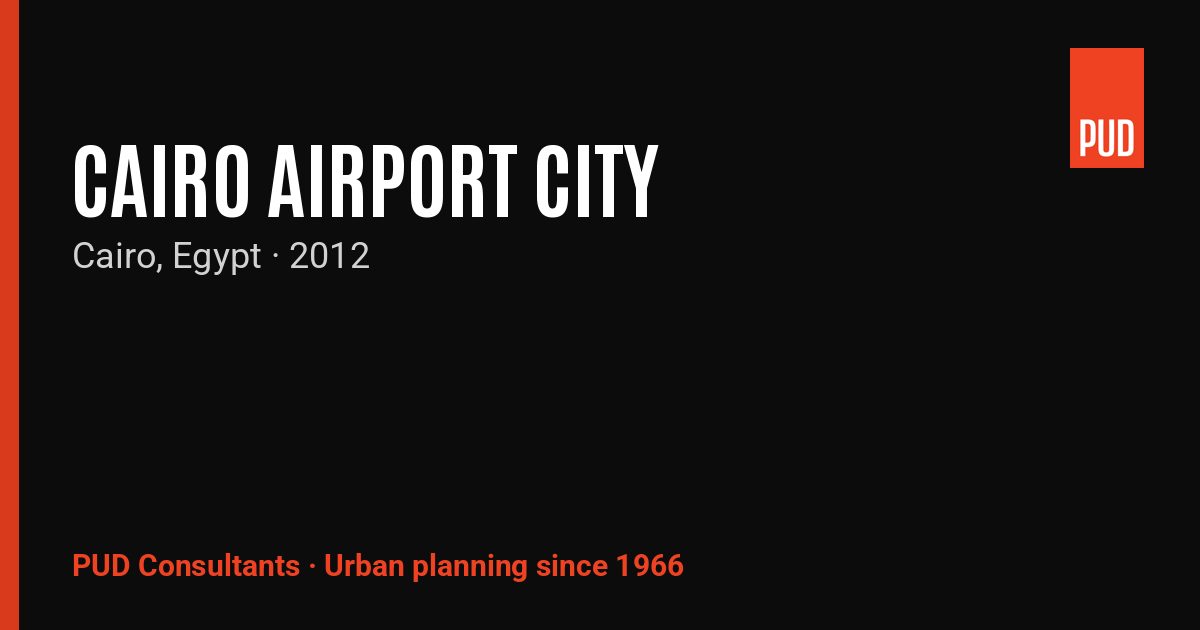 PUD
CAIRO AIRPORT CITY
Cairo, Egypt · 2012
PUD Consultants · Urban planning since 1966